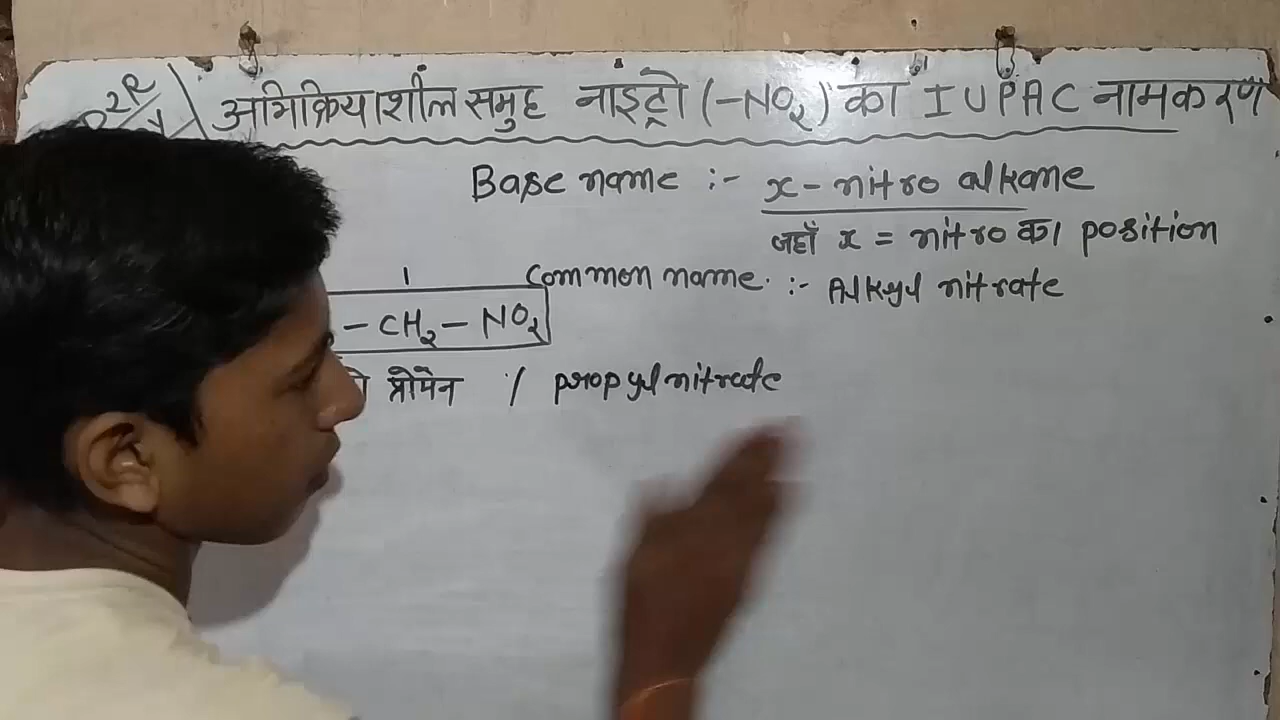 अभिक्रियाशील समुह नाइट्रो (-NO2) का IUPAC नामकरण
Base name :- x-nitro alkane
जहाँ x = nitro का position
Common name :- Alkyl nitrate
1
- CH2 - NO2
प्रोपेन / propyl nitrate